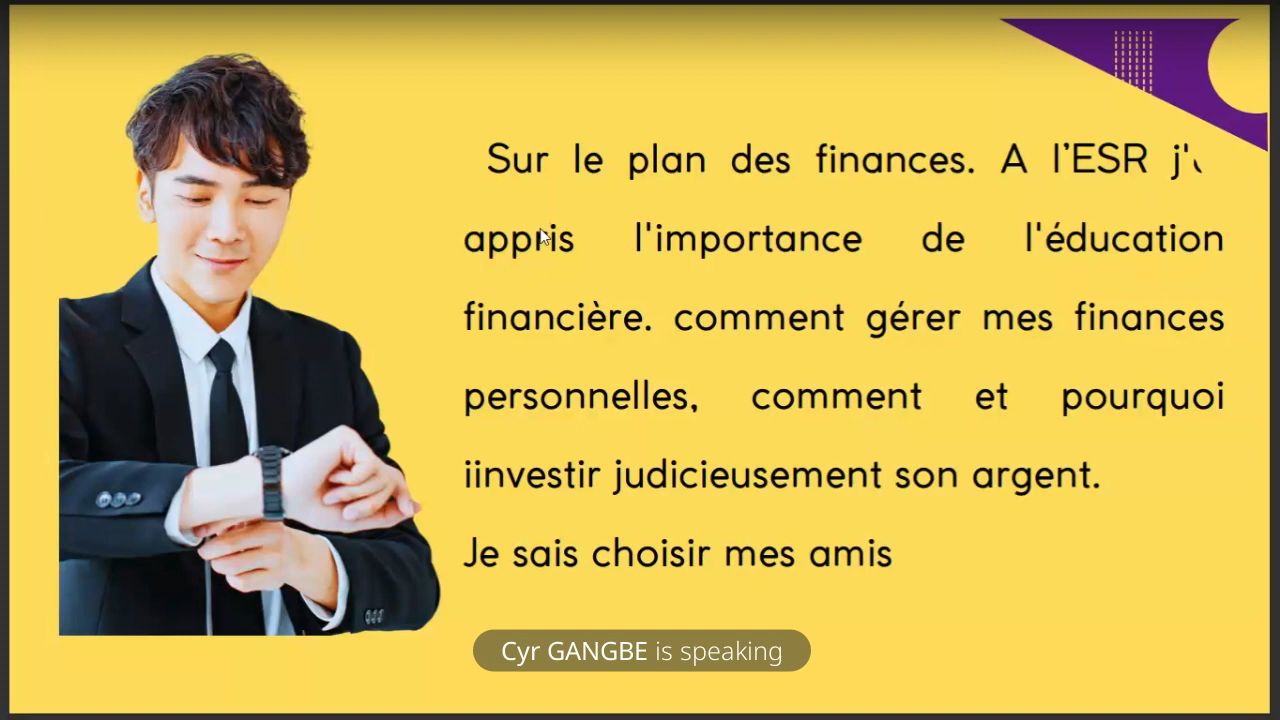 Sur le plan des finances. A l'ESR
appris l'importance de l'éducation
financière. comment gérer mes finances
personnelles, comment et pourquoi
iinvestir judicieusement son argent.
Je sais choisir mes amis
Cyr GANGBE is speaking